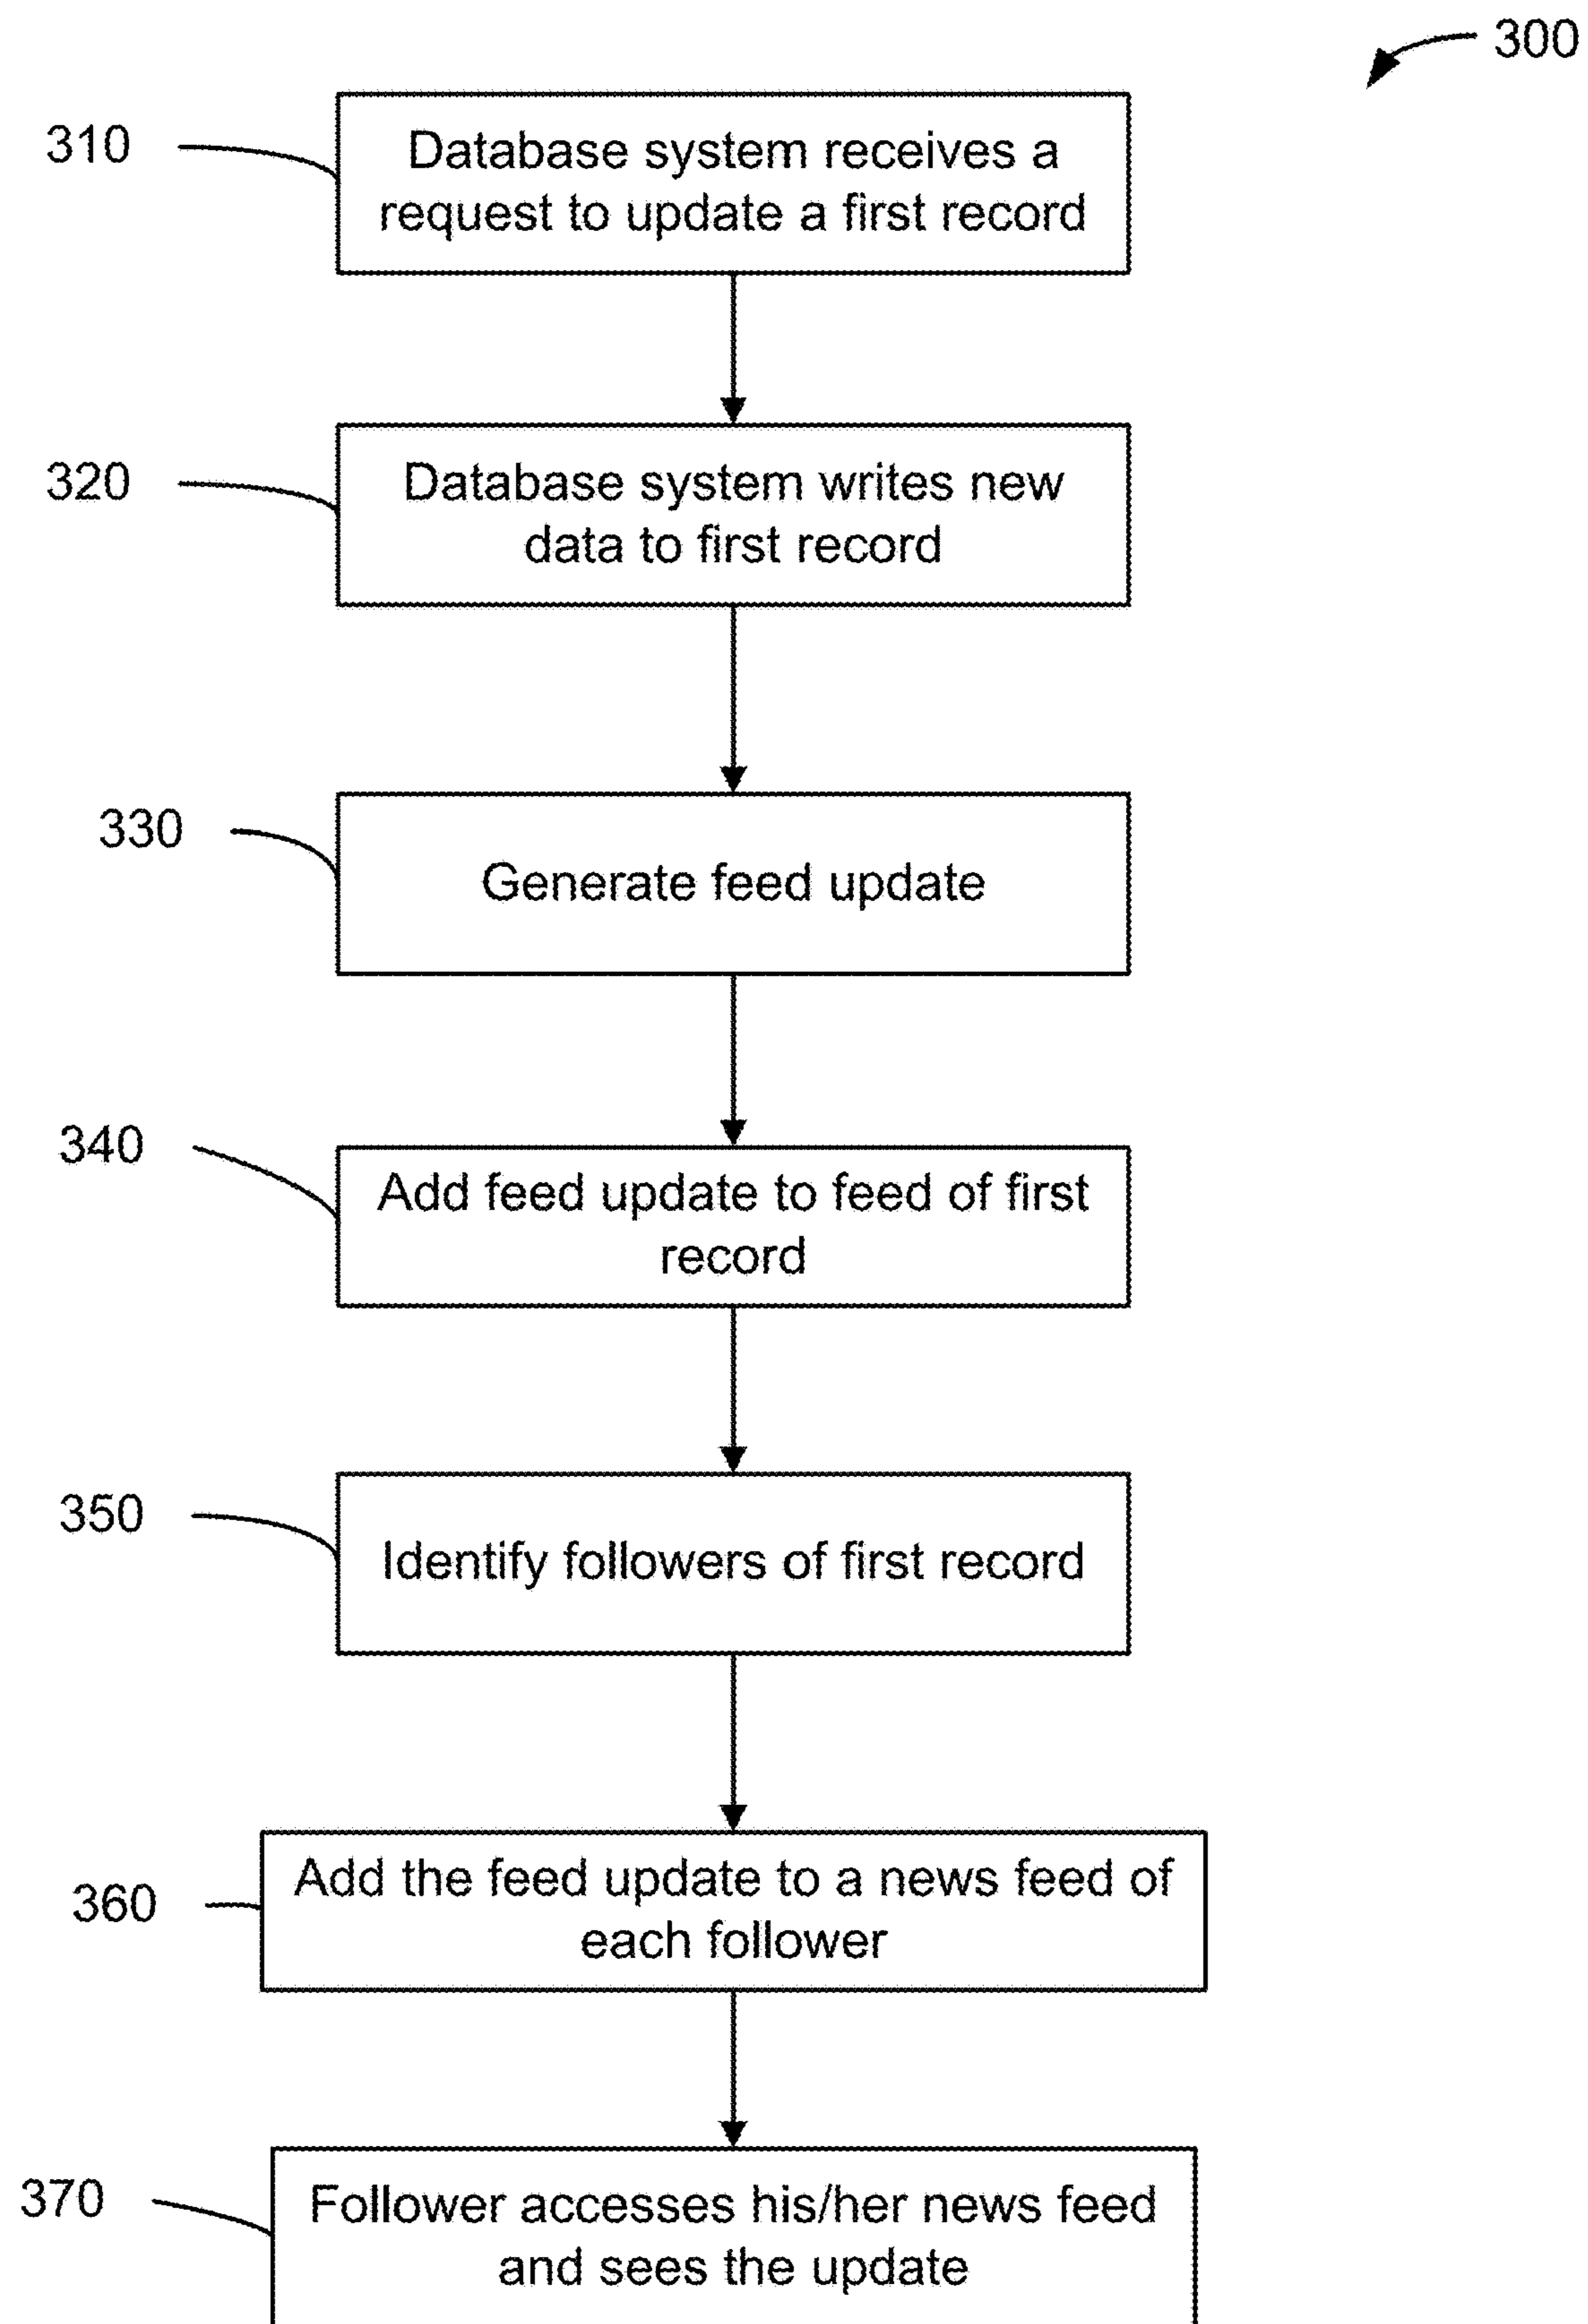 300
310
Database system receives a
request to update a first record
320
Database system writes new
data to first record
330
Generate feed update
340
Add feed update to feed of first
record
350
Identify followers of first record
360
Add the feed update to a news feed of
each follower
370
Follower accesses his/her news feed
and sees the update